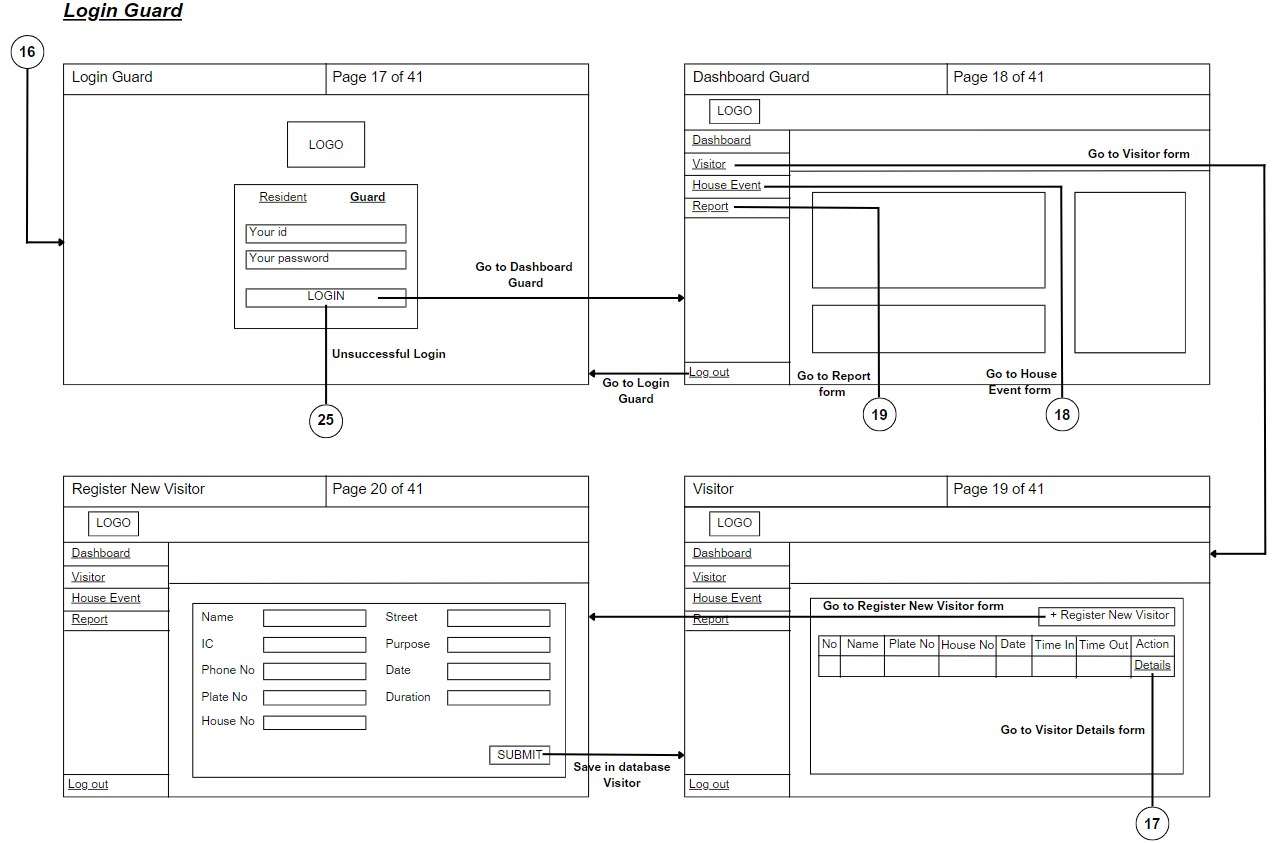 Login Guard
16
Login Guard
Page 17 of 41
LOGO
Resident
Guard
Your id
Your password
LOGIN
Go to Dashboard
Guard
Unsuccessful Login
25
Dashboard Guard
Page 18 of 41
LOGO
Dashboard
Visitor
House Event
Report
Log out
Go to Visitor form
Go to Login
Guard
Go to Report
form
19
Go to House
Event form
18
Register New Visitor
Page 20 of 41
LOGO
Dashboard
Visitor
House Event
Report
Log out
Name
Street
IC
Purpose
Phone No
Date
Plate No
Duration
House No
SUBMIT
Save in database
Visitor
Visitor
Page 19 of 41
LOGO
Dashboard
Visitor
House Event
Report
Log out
Go to Register New Visitor form
+ Register New Visitor
No Name Plate No House No Date Time In Time Out Action
Details
Go to Visitor Details form
17